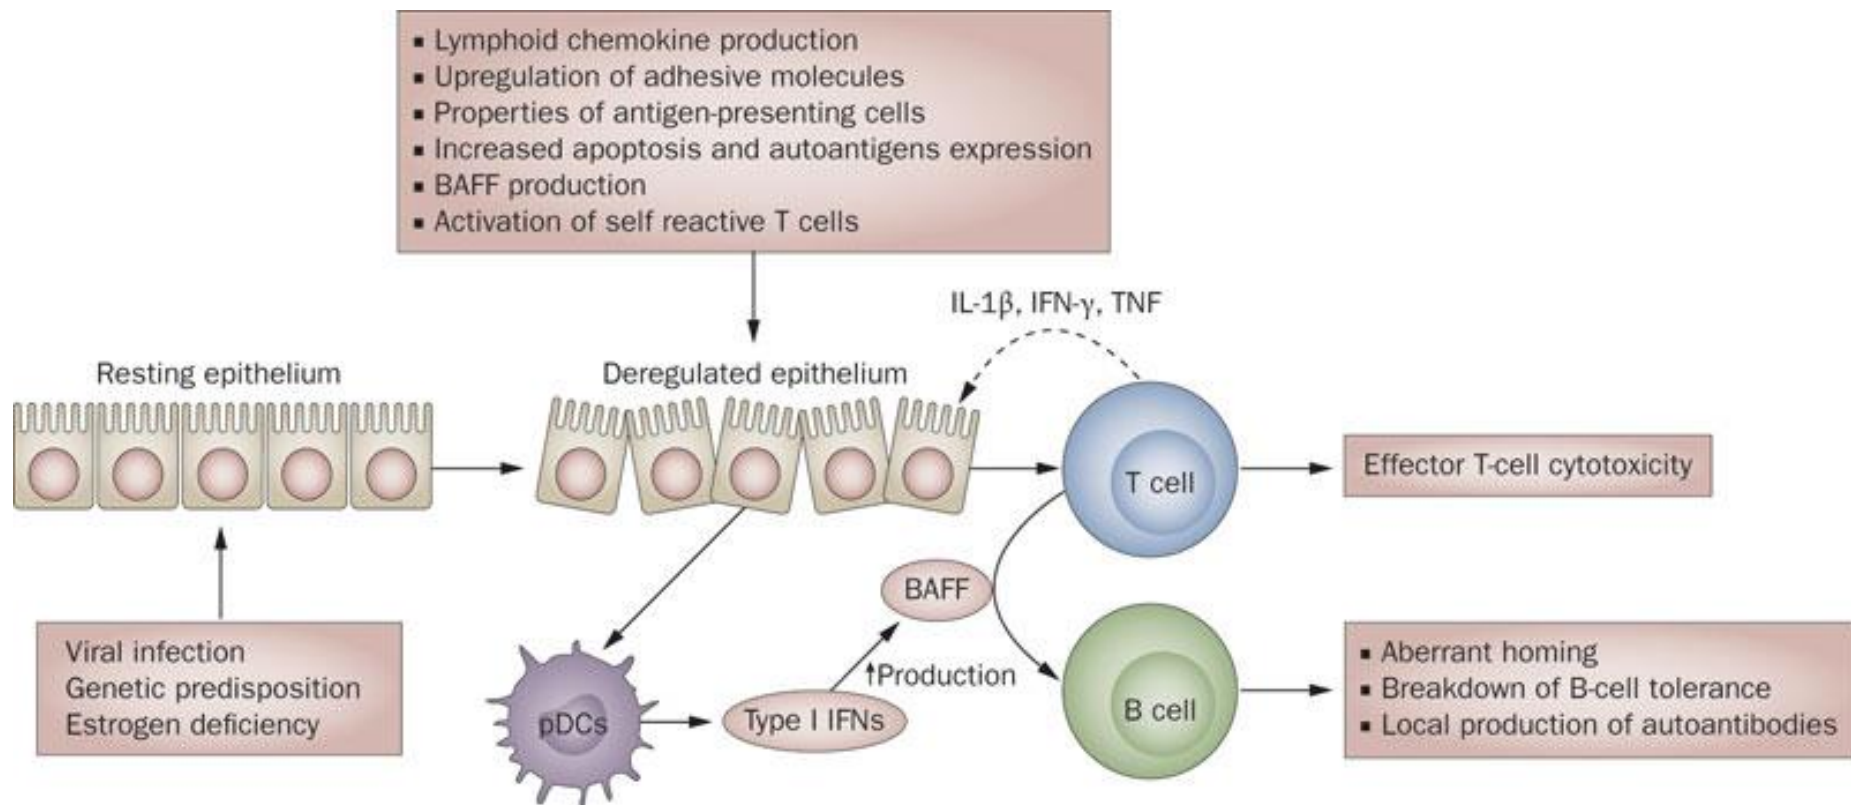 ▪ Lymphoid chemokine production
▪ Upregulation of adhesive molecules
▪ Properties of antigen-presenting cells
▪ Increased apoptosis and autoantigens expression
▪ BAFF production
▪ Activation of self reactive T cells
IL-1β, IFN-γ, TNF
Resting epithelium
Deregulated epithelium
T cell
Effector T-cell cytotoxicity
BAFF
Viral infection
Genetic predisposition
Estrogen deficiency
pDCs
Type I IFNs
↑Production
B cell
▪ Aberrant homing
▪ Breakdown of B-cell tolerance
▪ Local production of autoantibodies